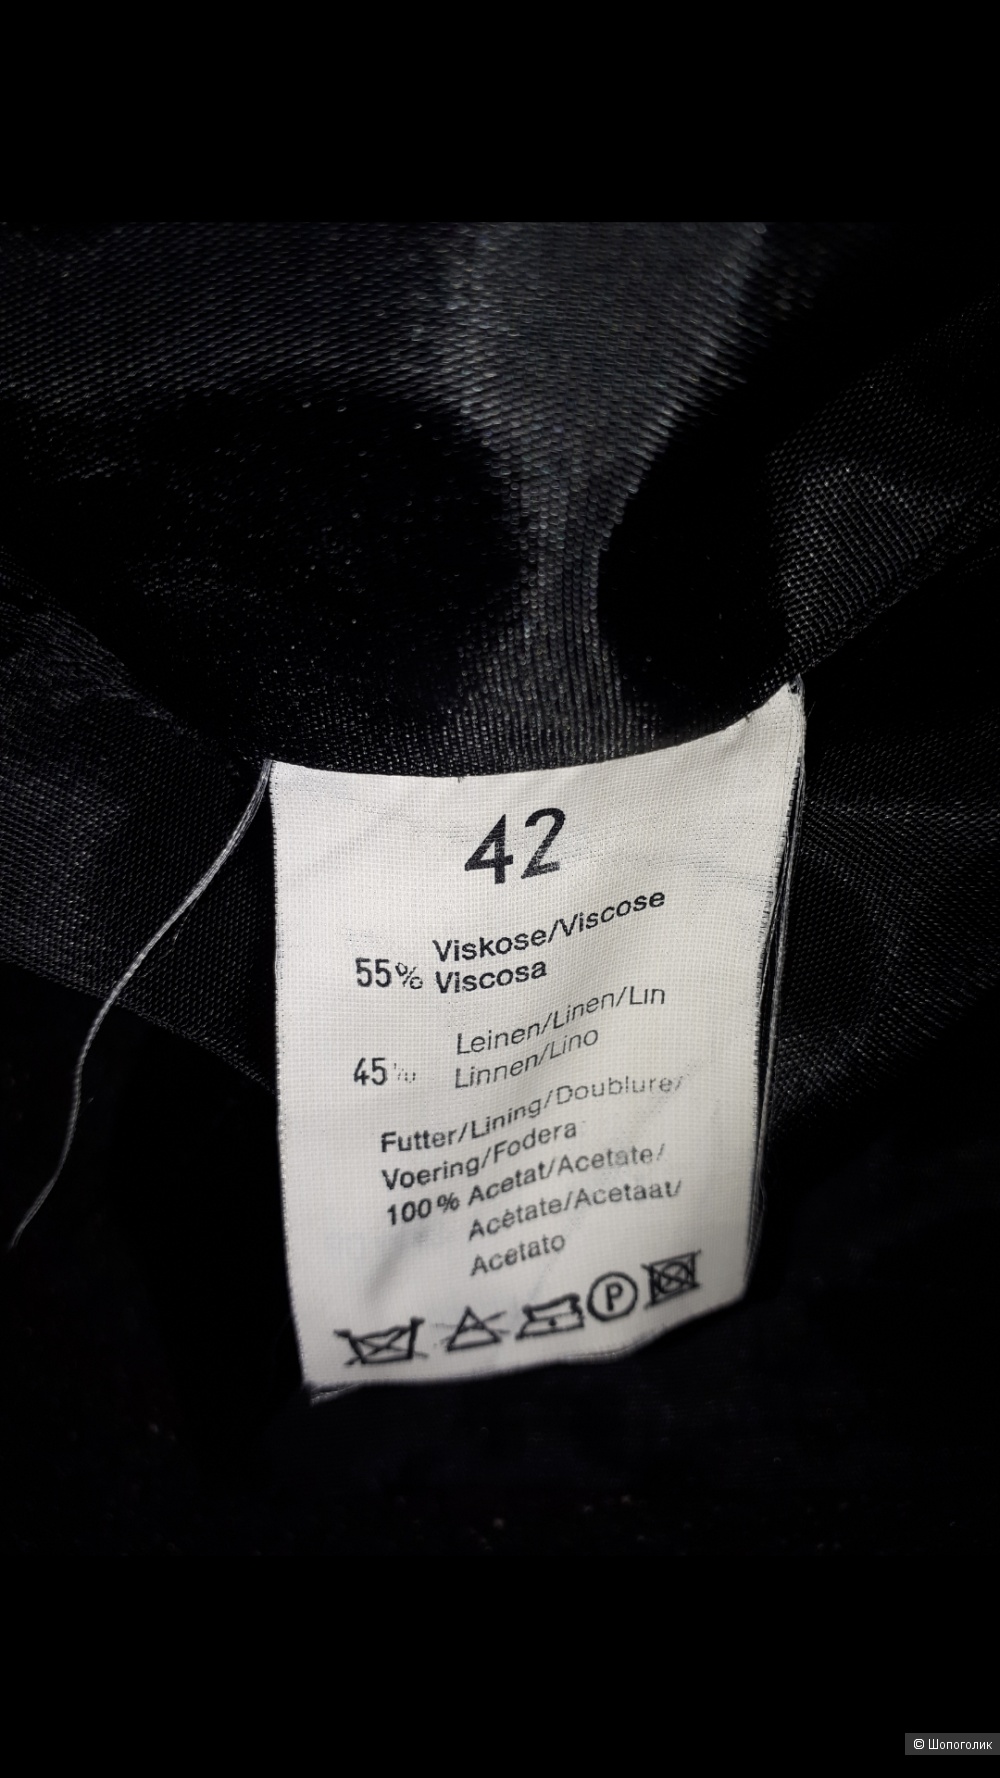 42
55% Viskose/Viscose
Viscosa
45% Leinen/Linen/Lin
Linnen/Lino
Futter/Lining/Doublure/
Voering/Fodera
100% Acetat/Acetate/
Acétate/Acetaat/
Acetato
P
© Шопоголик